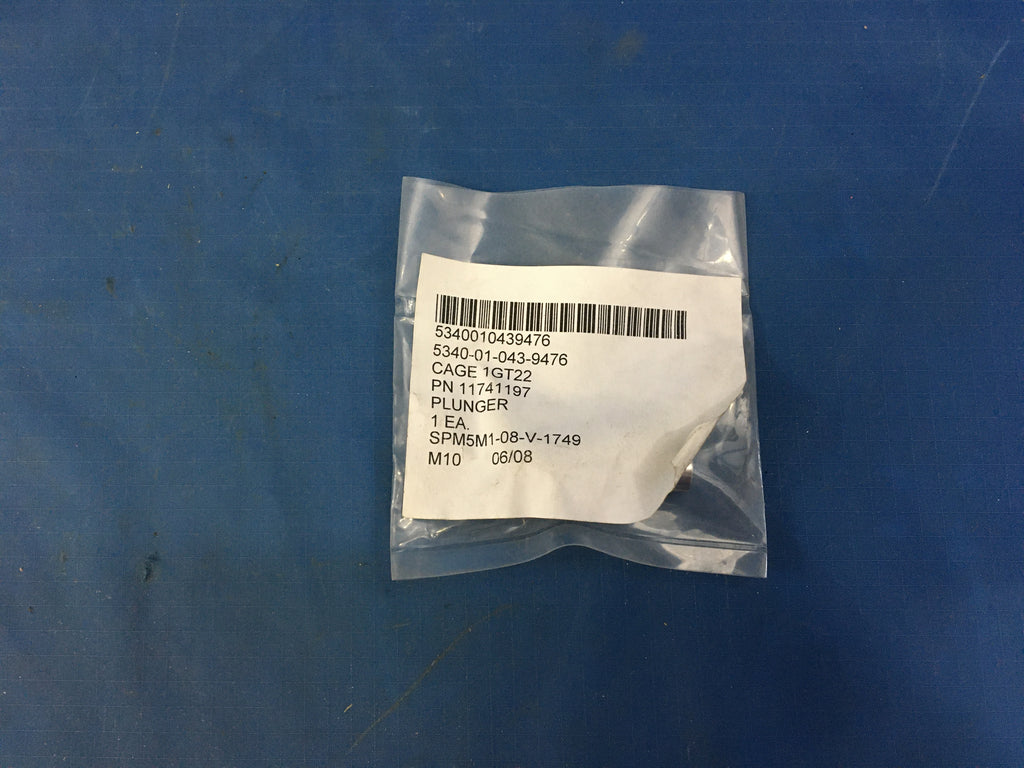 5340010439476
5340-01-043-9476
CAGE 1GT22
PN 11741197
PLUNGER
1 EA.
SPM5M1-08-V-1749
M10 06/08